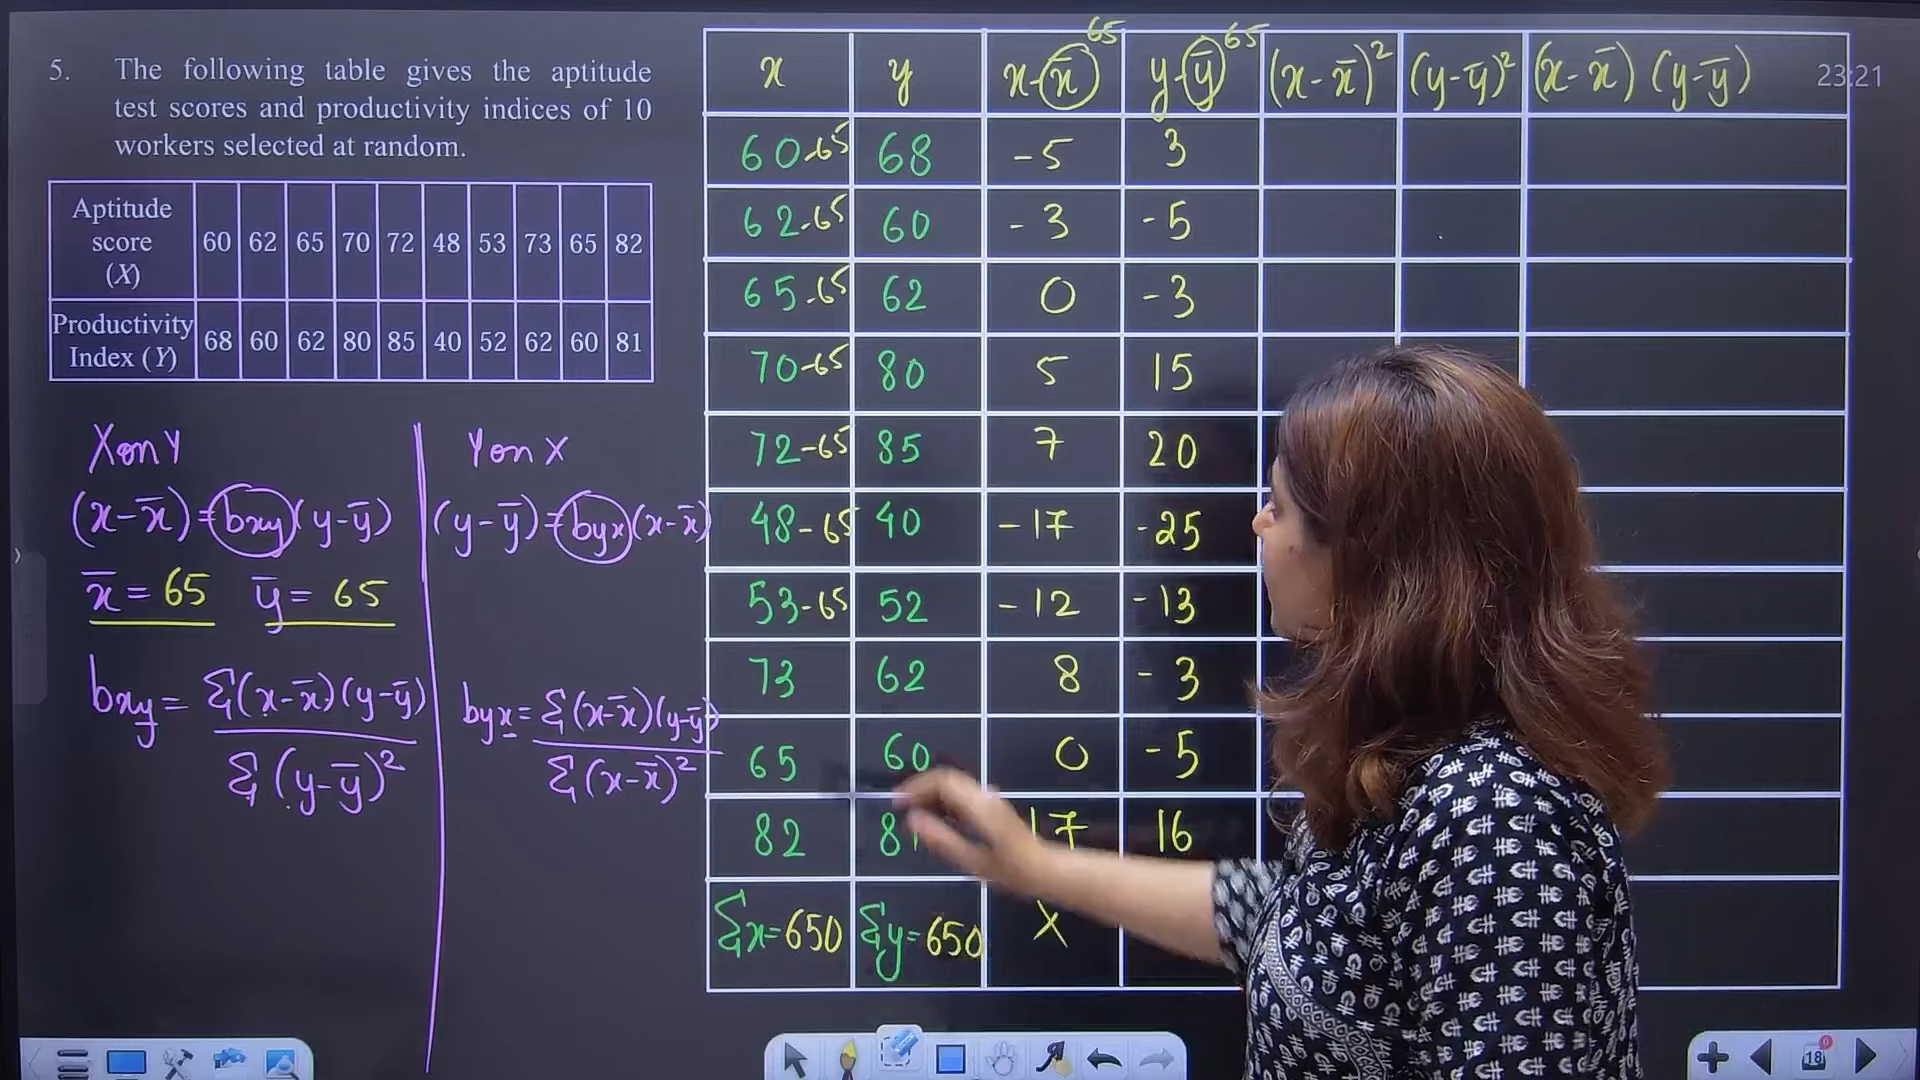 5. The following table gives the aptitude
test scores and productivity indices of 10
workers selected at random.
Aptitude score (X) 60 62 65 70 72 48 53 73 65 82
Productivity Index (Y) 68 60 62 80 85 40 52 62 60 81
X on Y
(x-x̄) = bxy (y-ȳ)
x̄ = 65 ȳ = 65
bxy = Σ(x-x̄)(y-ȳ)
Σ(y-ȳ)²
Y on X
(y-ȳ) = byx (x-x̄)
byx = Σ(x-x̄)(y-ȳ)
Σ(x-x̄)²
65 65
x y x-x̄ y-ȳ (x-x̄)² (y-ȳ)² (x-x̄) (y-ȳ)
60-65 68 -5 3
62-65 60 -3 -5
65-65 62 0 -3
70-65 80 5 15
72-65 85 7 20
48-65 40 -17 -25
53-65 52 -12 -13
73 62 8 -3
65 60 0 -5
82 81 17 16
Σx=650 Σy=650 X
23:21
18
0